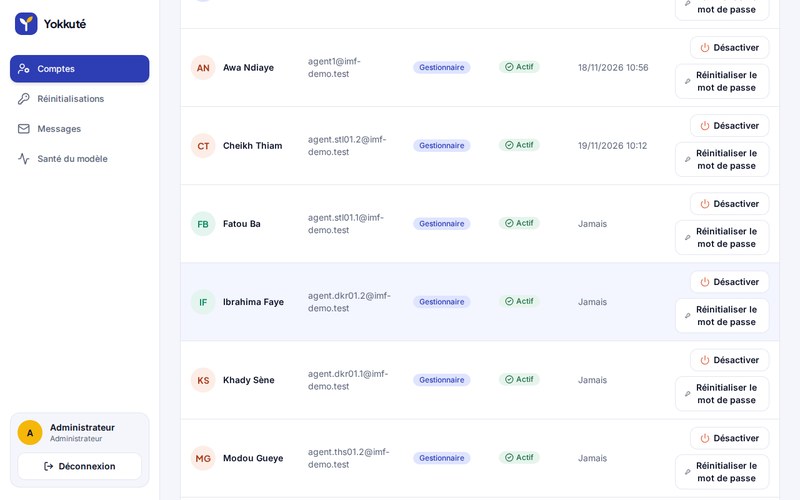 Yokkuté
Comptes
Réinitialisations
Messages
Santé du modèle
A
Administrateur
Administrateur
Déconnexion
Réinitialiser le
mot de passe
AN
Awa Ndiaye
agent1@imf-
demo.test
Gestionnaire
Actif
18/11/2026 10:56
Désactiver
Réinitialiser le
mot de passe
CT
Cheikh Thiam
agent.stl01.2@imf-
demo.test
Gestionnaire
Actif
19/11/2026 10:12
Désactiver
Réinitialiser le
mot de passe
FB
Fatou Ba
agent.stl01.1@imf-
demo.test
Gestionnaire
Actif
Jamais
Désactiver
Réinitialiser le
mot de passe
IF
Ibrahima Faye
agent.dkr01.2@imf-
demo.test
Gestionnaire
Actif
Jamais
Désactiver
Réinitialiser le
mot de passe
KS
Khady Sène
agent.dkr01.1@imf-
demo.test
Gestionnaire
Actif
Jamais
Désactiver
Réinitialiser le
mot de passe
MG
Modou Gueye
agent.ths01.2@imf-
demo.test
Gestionnaire
Actif
Jamais
Désactiver
Réinitialiser le
mot de passe